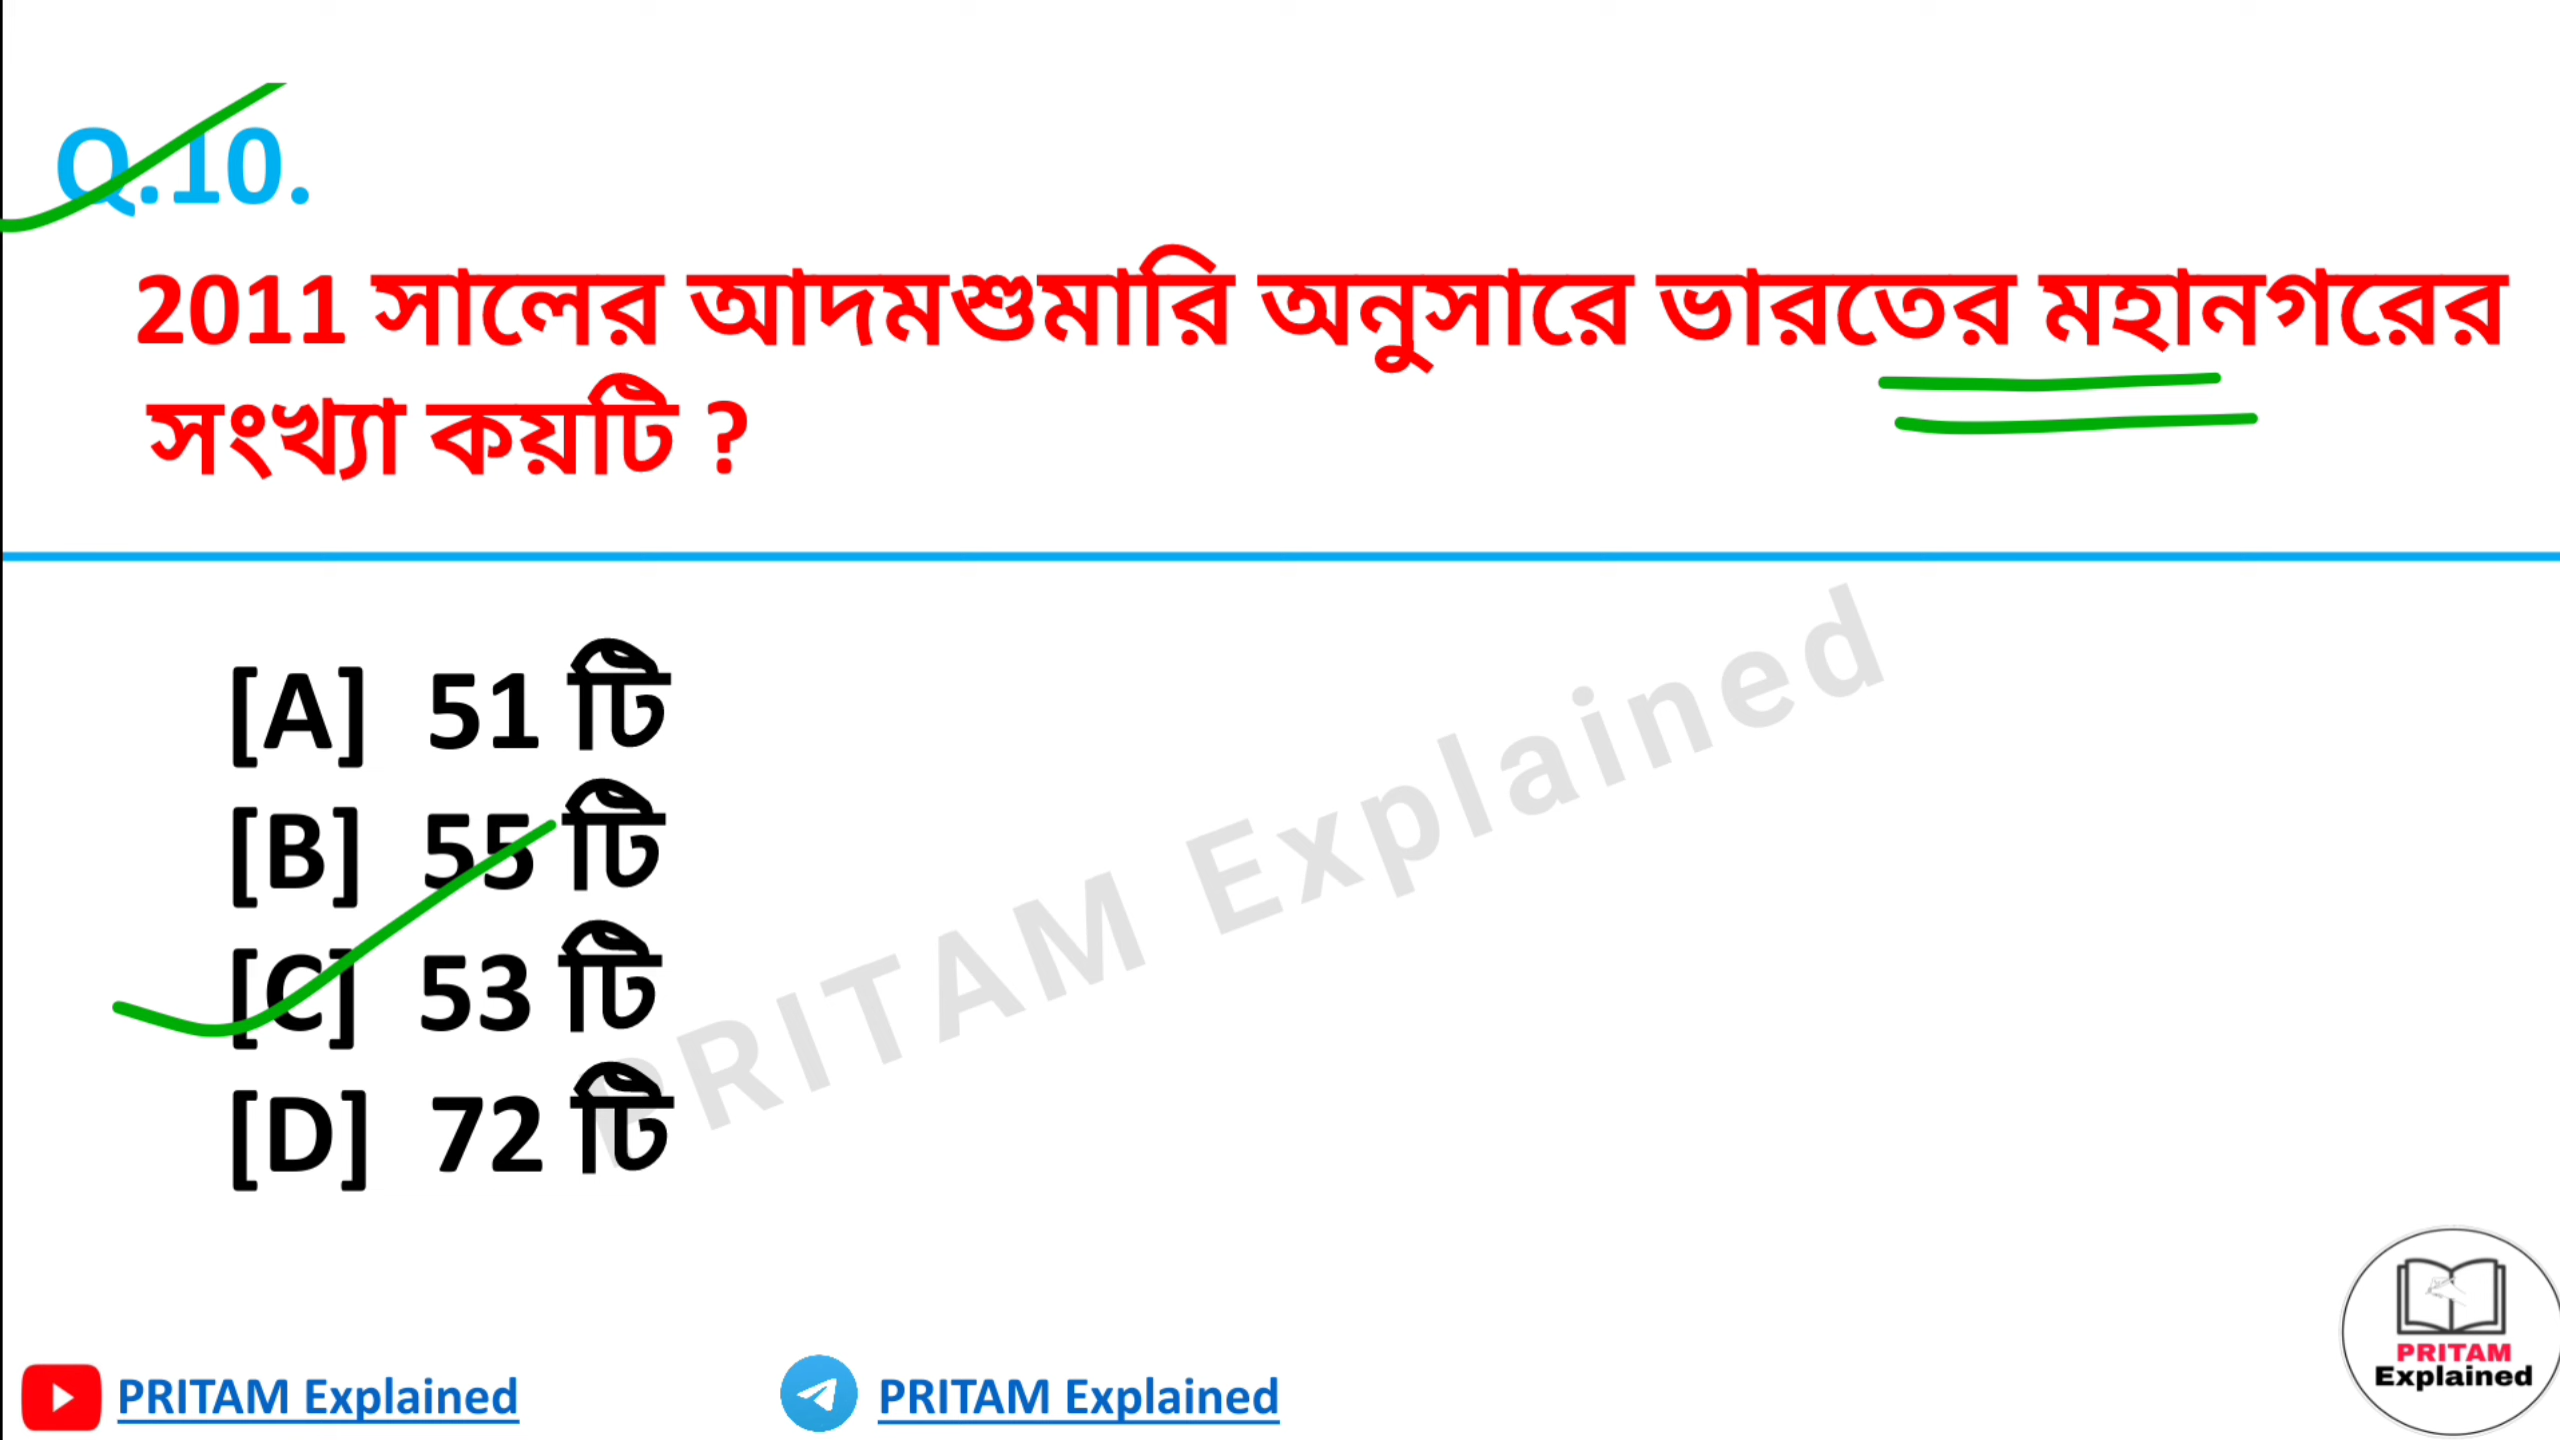 Q.10.
2011 সালের আদমশুমারি অনুসারে ভারতের মহানগরের
সংখ্যা কয়টি ?
[A] 51 টি
[B] 55 টি
[C] 53 টি
[D] 72 টি
PRITAM Explained
PRITAM Explained
PRITAM Explained
PRITAM
Explained